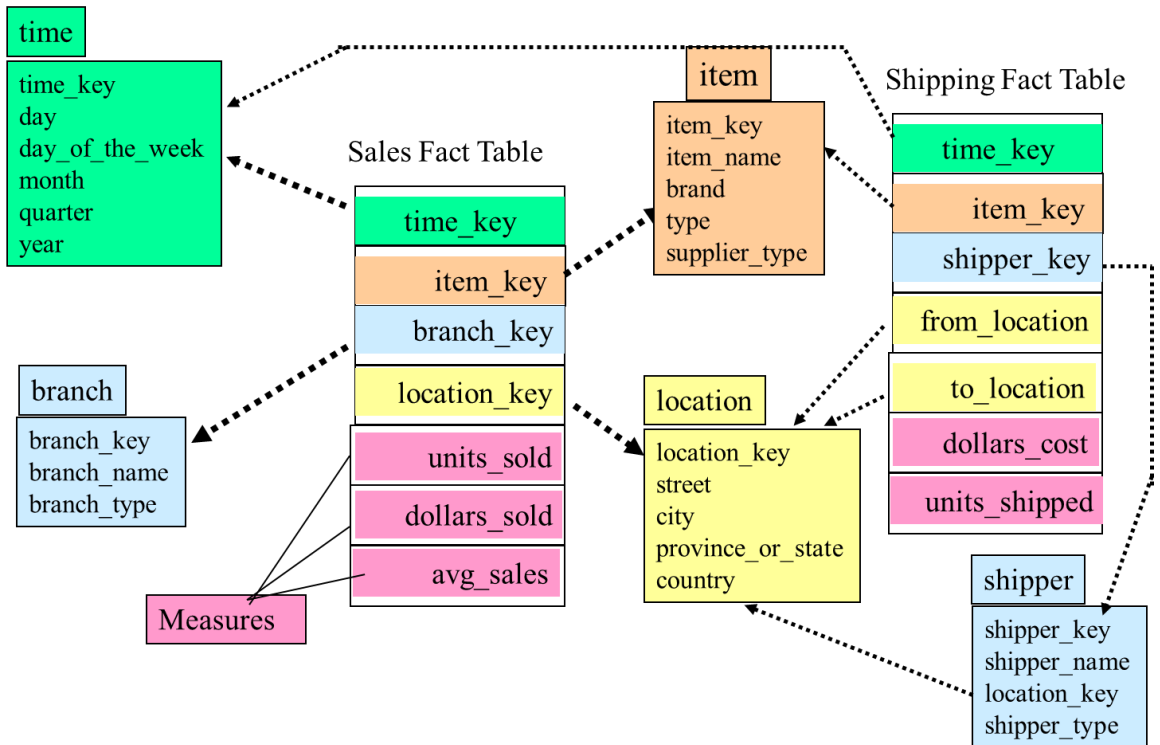 time
time_key
day
day_of_the_week
month
quarter
year
Sales Fact Table
time_key
item_key
branch_key
location_key
units_sold
dollars_sold
avg_sales
Measures
branch
branch_key
branch_name
branch_type
item
item_key
item_name
brand
type
supplier_type
location
location_key
street
city
province_or_state
country
Shipping Fact Table
time_key
item_key
shipper_key
from_location
to_location
dollars_cost
units_shipped
shipper
shipper_key
shipper_name
location_key
shipper_type